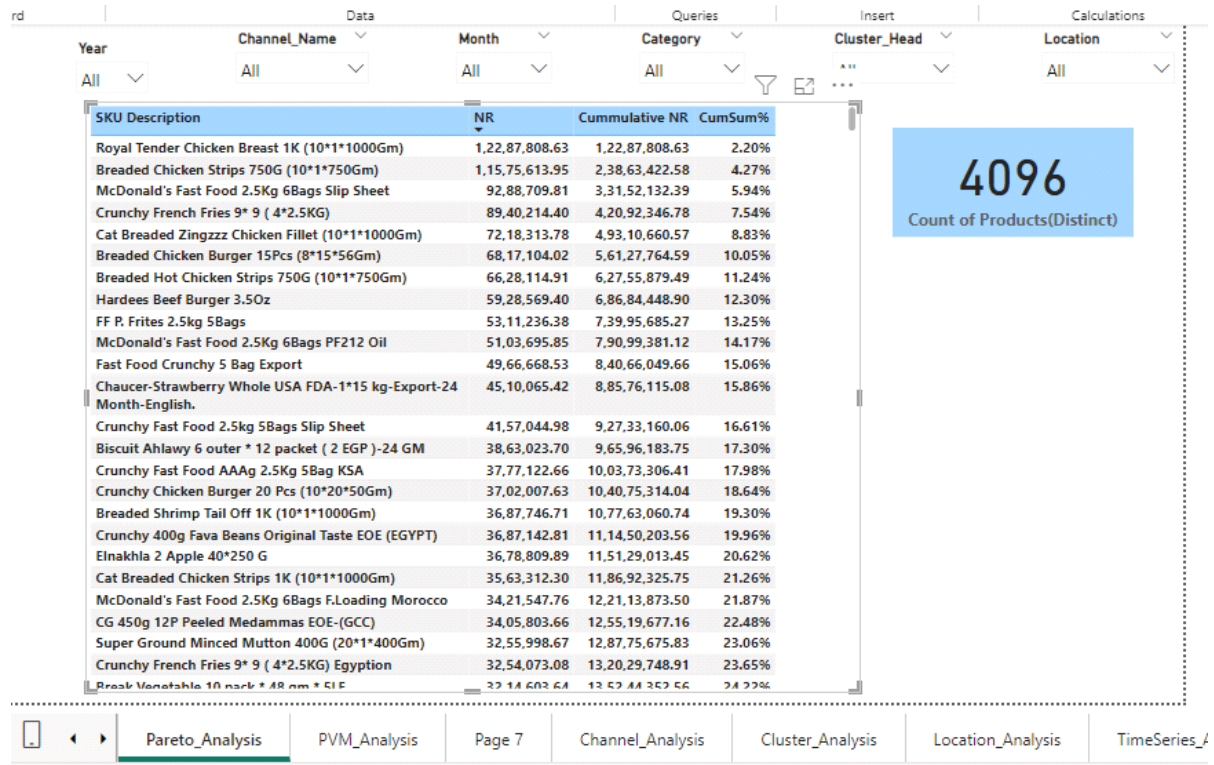 rd Data Queries Insert Calculations
Year Channel_Name Month Category Cluster_Head Location
All All All All All
SKU Description NR Cummulative NR CumSum%
Royal Tender Chicken Breast 1K (10*1*1000Gm) 1,22,87,808.63 1,22,87,808.63 2.20%
Breaded Chicken Strips 750G (10*1*750Gm) 1,15,75,613.95 2,38,63,422.58 4.27%
McDonald's Fast Food 2.5Kg 6Bags Slip Sheet 92,88,709.81 3,31,52,132.39 5.94%
Crunchy French Fries 9* 9 ( 4*2.5KG) 89,40,214.40 4,20,92,346.78 7.54%
Cat Breaded Zingzzz Chicken Fillet (10*1*1000Gm) 72,18,313.78 4,93,10,660.57 8.83%
Breaded Chicken Burger 15Pcs (8*15*56Gm) 68,17,104.02 5,61,27,764.59 10.05%
Breaded Hot Chicken Strips 750G (10*1*750Gm) 66,28,114.91 6,27,55,879.49 11.24%
Hardees Beef Burger 3.5Oz 59,28,569.40 6,86,84,448.90 12.30%
FF P. Frites 2.5kg 5Bags 53,11,236.38 7,39,95,685.27 13.25%
McDonald's Fast Food 2.5Kg 6Bags PF212 Oil 51,03,695.85 7,90,99,381.12 14.17%
Fast Food Crunchy 5 Bag Export 49,66,668.53 8,40,66,049.66 15.06%
Chaucer-Strawberry Whole USA FDA-1*15 kg-Export-24 45,10,065.42 8,85,76,115.08 15.86%
Month-English.
Crunchy Fast Food 2.5kg 5Bags Slip Sheet 41,57,044.98 9,27,33,160.06 16.61%
Biscuit Ahlawy 6 outer * 12 packet ( 2 EGP )-24 GM 38,63,023.70 9,65,96,183.75 17.30%
Crunchy Fast Food AAAg 2.5Kg 5Bag KSA 37,77,122.66 10,03,73,306.41 17.98%
Crunchy Chicken Burger 20 Pcs (10*20*50Gm) 37,02,007.63 10,40,75,314.04 18.64%
Breaded Shrimp Tail Off 1K (10*1*1000Gm) 36,87,746.71 10,77,63,060.74 19.30%
Crunchy 400g Fava Beans Original Taste EOE (EGYPT) 36,87,142.81 11,14,50,203.56 19.96%
Elnakhla 2 Apple 40*250 G 36,78,809.89 11,51,29,013.45 20.62%
Cat Breaded Chicken Strips 1K (10*1*1000Gm) 35,63,312.30 11,86,92,325.75 21.26%
McDonald's Fast Food 2.5Kg 6Bags F.Loading Morocco 34,21,547.76 12,21,13,873.50 21.87%
CG 450g 12P Peeled Medammas EOE-(GCC) 34,05,803.66 12,55,19,677.16 22.48%
Super Ground Minced Mutton 400G (20*1*400Gm) 32,55,998.67 12,87,75,675.83 23.06%
Crunchy French Fries 9* 9 ( 4*2.5KG) Egyption 32,54,073.08 13,20,29,748.91 23.65%
Break Vegetable 10 pack * 48 gm * 5LE 32,14,603.64 13,52,44,352.56 24.22%
4096
Count of Products(Distinct)
Pareto_Analysis PVM_Analysis Page 7 Channel_Analysis Cluster_Analysis Location_Analysis TimeSeries_A